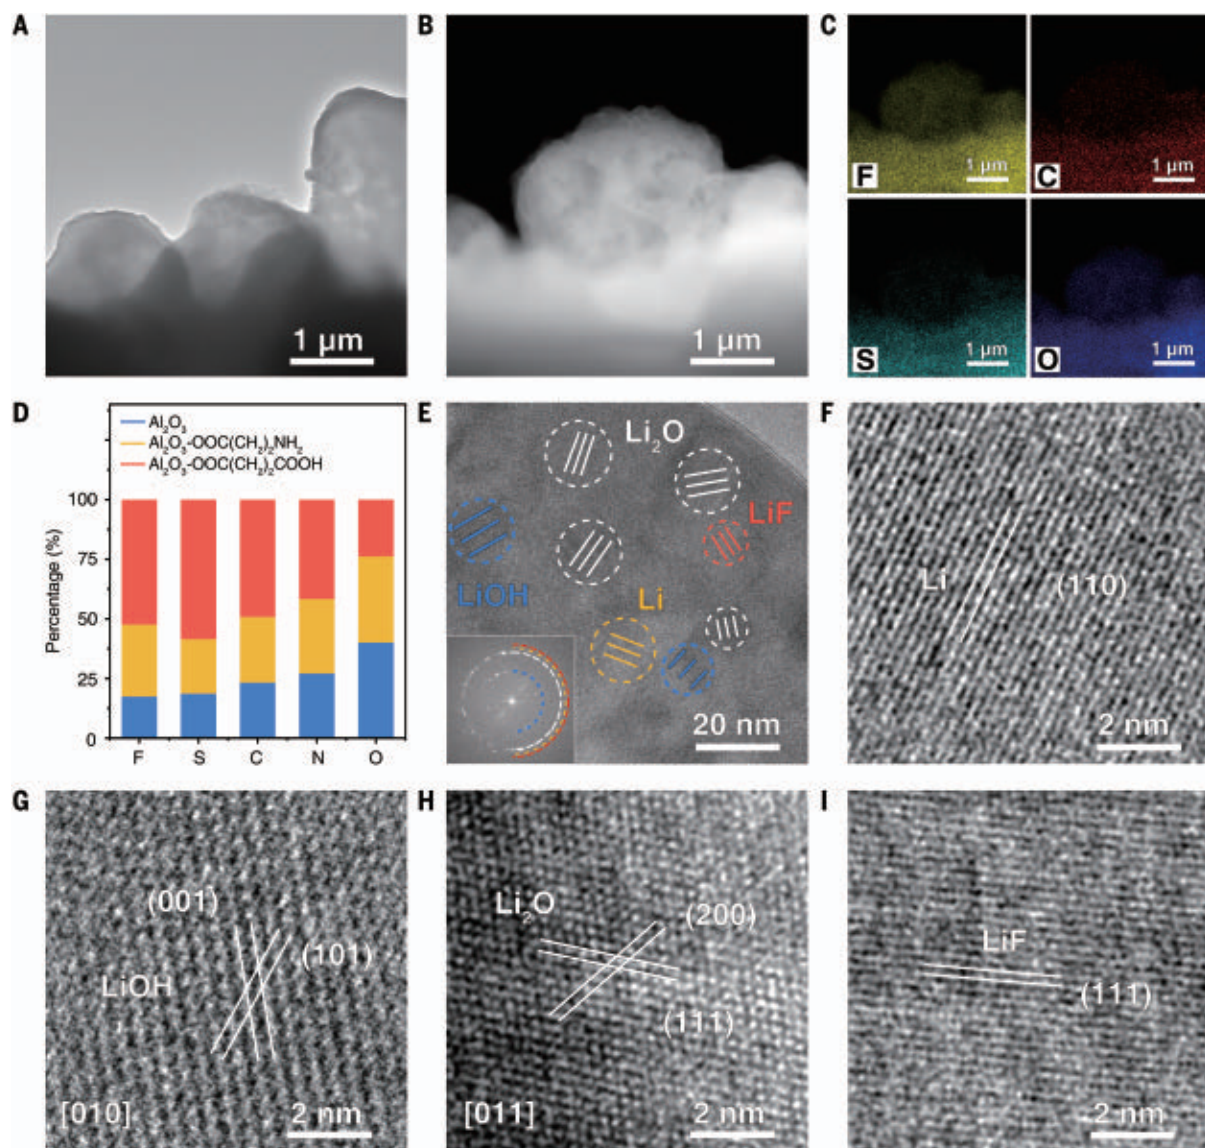 A
1 µm
B
1 µm
C
F
1 µm
C
1 µm
S
1 µm
O
1 µm
D
Al₂O₃
Al₂O₃-OOC(CH₂)₂NH₂
Al₂O₃-OOC(CH₂)₂COOH
Percentage (%)
100
75
50
25
0
F S C N O
E
Li₂O
LiF
LiOH
Li
20 nm
F
Li
(110)
2 nm
G
(001)
(101)
LiOH
[010]
2 nm
H
Li₂O
(200)
(111)
[011]
2 nm
I
LiF
(111)
2 nm